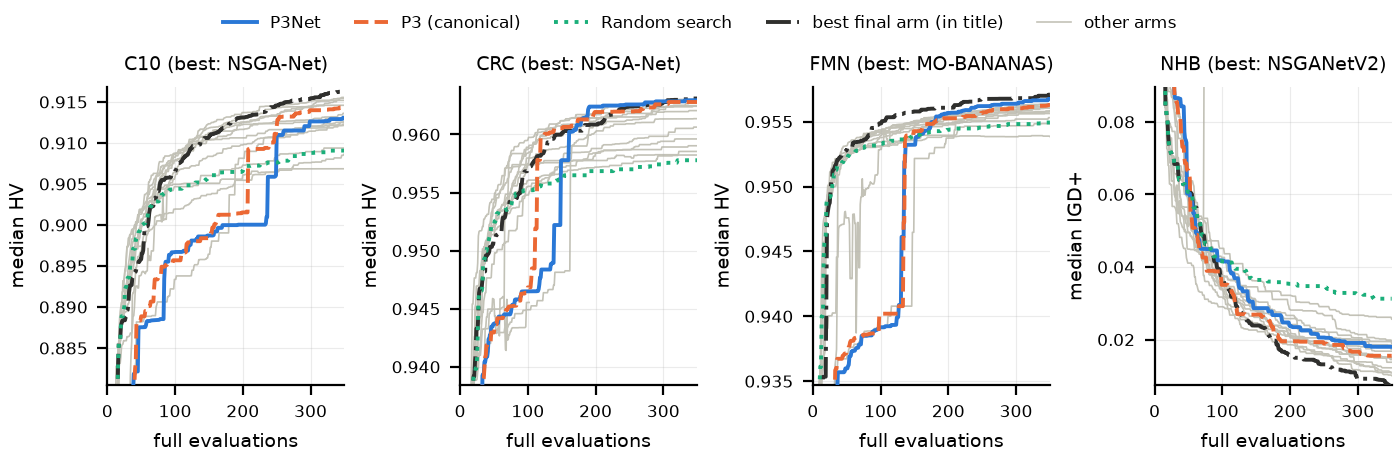 P3Net P3 (canonical) Random search best final arm (in title) other arms
C10 (best: NSGA-Net) CRC (best: NSGA-Net) FMN (best: MO-BANANAS) NHB (best: NSGANetV2)
median HV
0.915
0.910
0.905
0.900
0.895
0.890
0.885
0 100 200 300
full evaluations
median HV
0.960
0.955
0.950
0.945
0.940
0 100 200 300
full evaluations
median HV
0.955
0.950
0.945
0.940
0.935
0 100 200 300
full evaluations
median IGD+
0.08
0.06
0.04
0.02
0 100 200 300
full evaluations